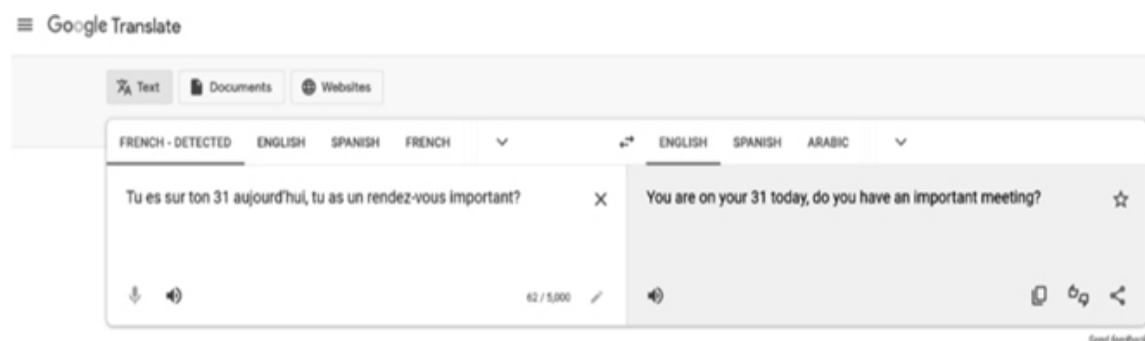 Google Translate
Text Documents Websites
FRENCH - DETECTED ENGLISH SPANISH FRENCH ENGLISH SPANISH ARABIC
Tu es sur ton 31 aujourd'hui, tu as un rendez-vous important? You are on your 31 today, do you have an important meeting?
62 / 5,000
Send feedback